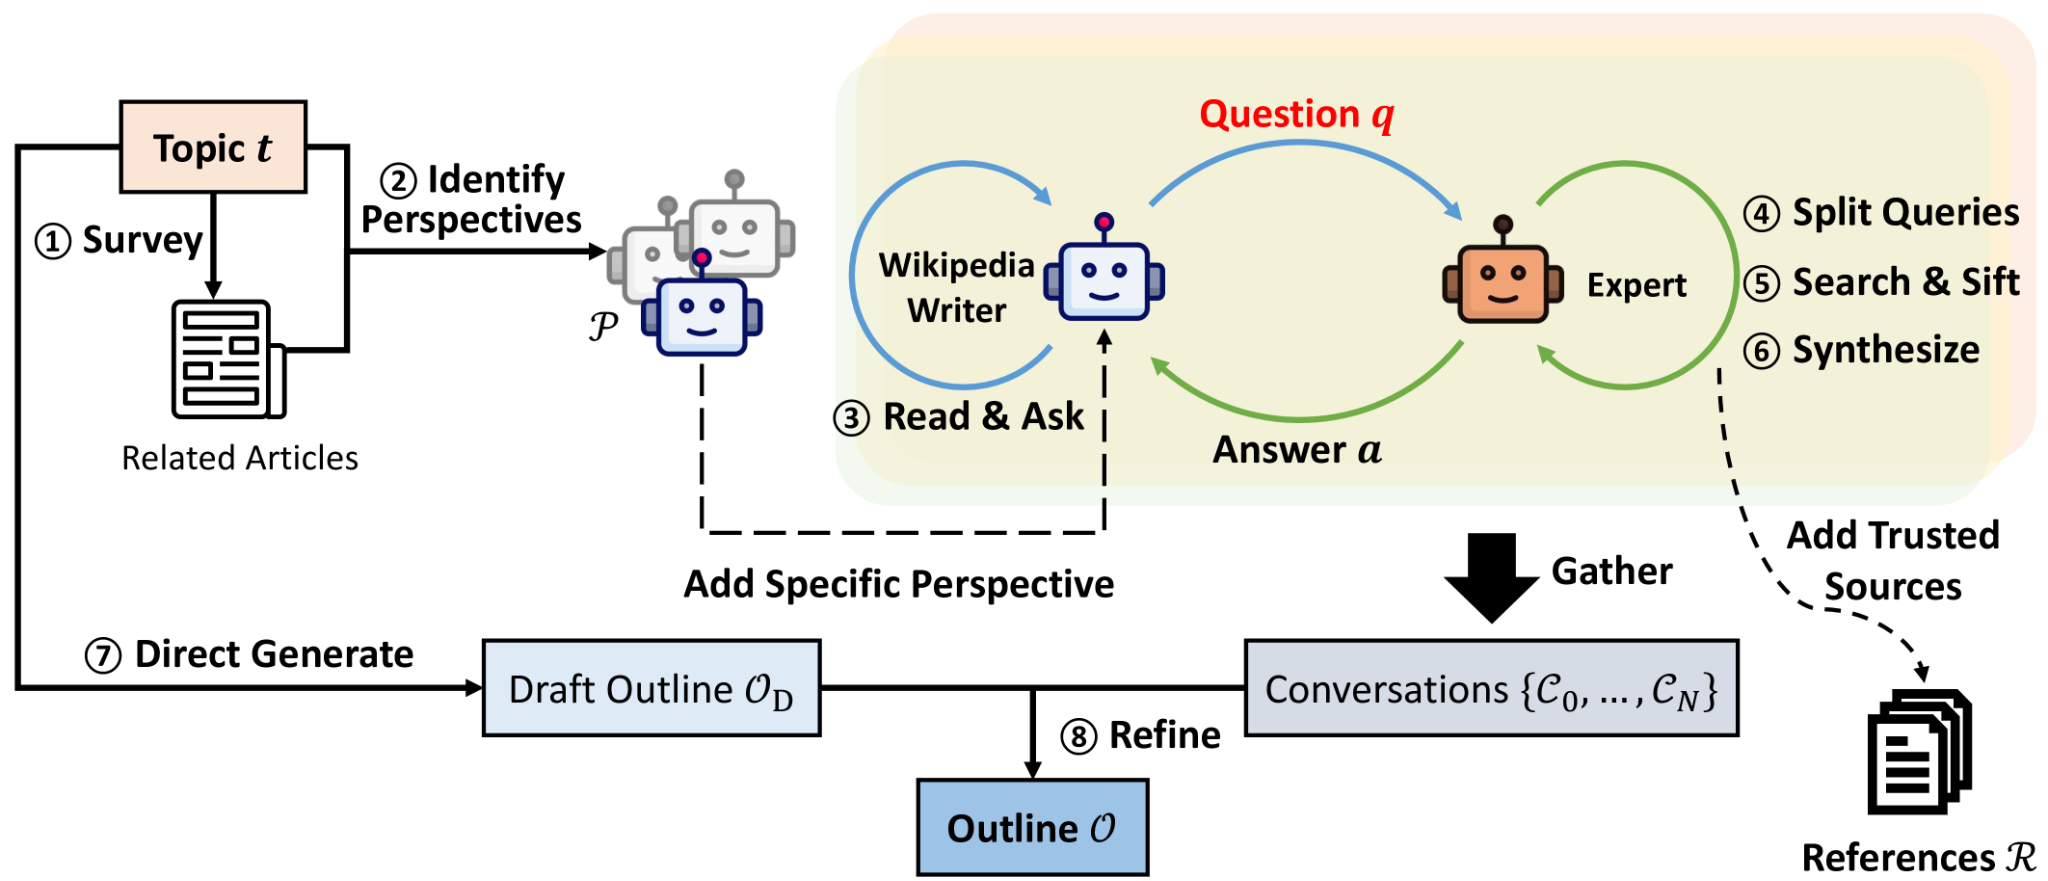 Topic t
① Survey
Related Articles
② Identify
Perspectives
𝒫
Add Specific Perspective
Wikipedia
Writer
③ Read & Ask
Question q
Answer a
Expert
④ Split Queries
⑤ Search & Sift
⑥ Synthesize
Gather
Add Trusted
Sources
⑦ Direct Generate
Draft Outline 𝒪D
Conversations {𝒞0, …, 𝒞N}
⑧ Refine
Outline 𝒪
References ℛ